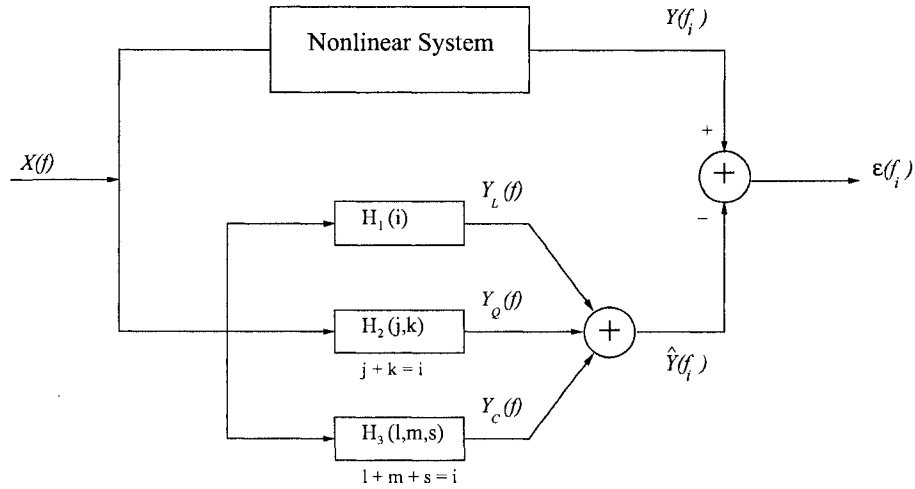 Nonlinear System
Y(f_i)
X(f)
+
+
ε(f_i)
−
H_1(i)
Y_L(f)
H_2(j,k)
Y_Q(f)
j + k = i
+
Ŷ(f_i)
H_3(l,m,s)
Y_C(f)
l + m + s = i